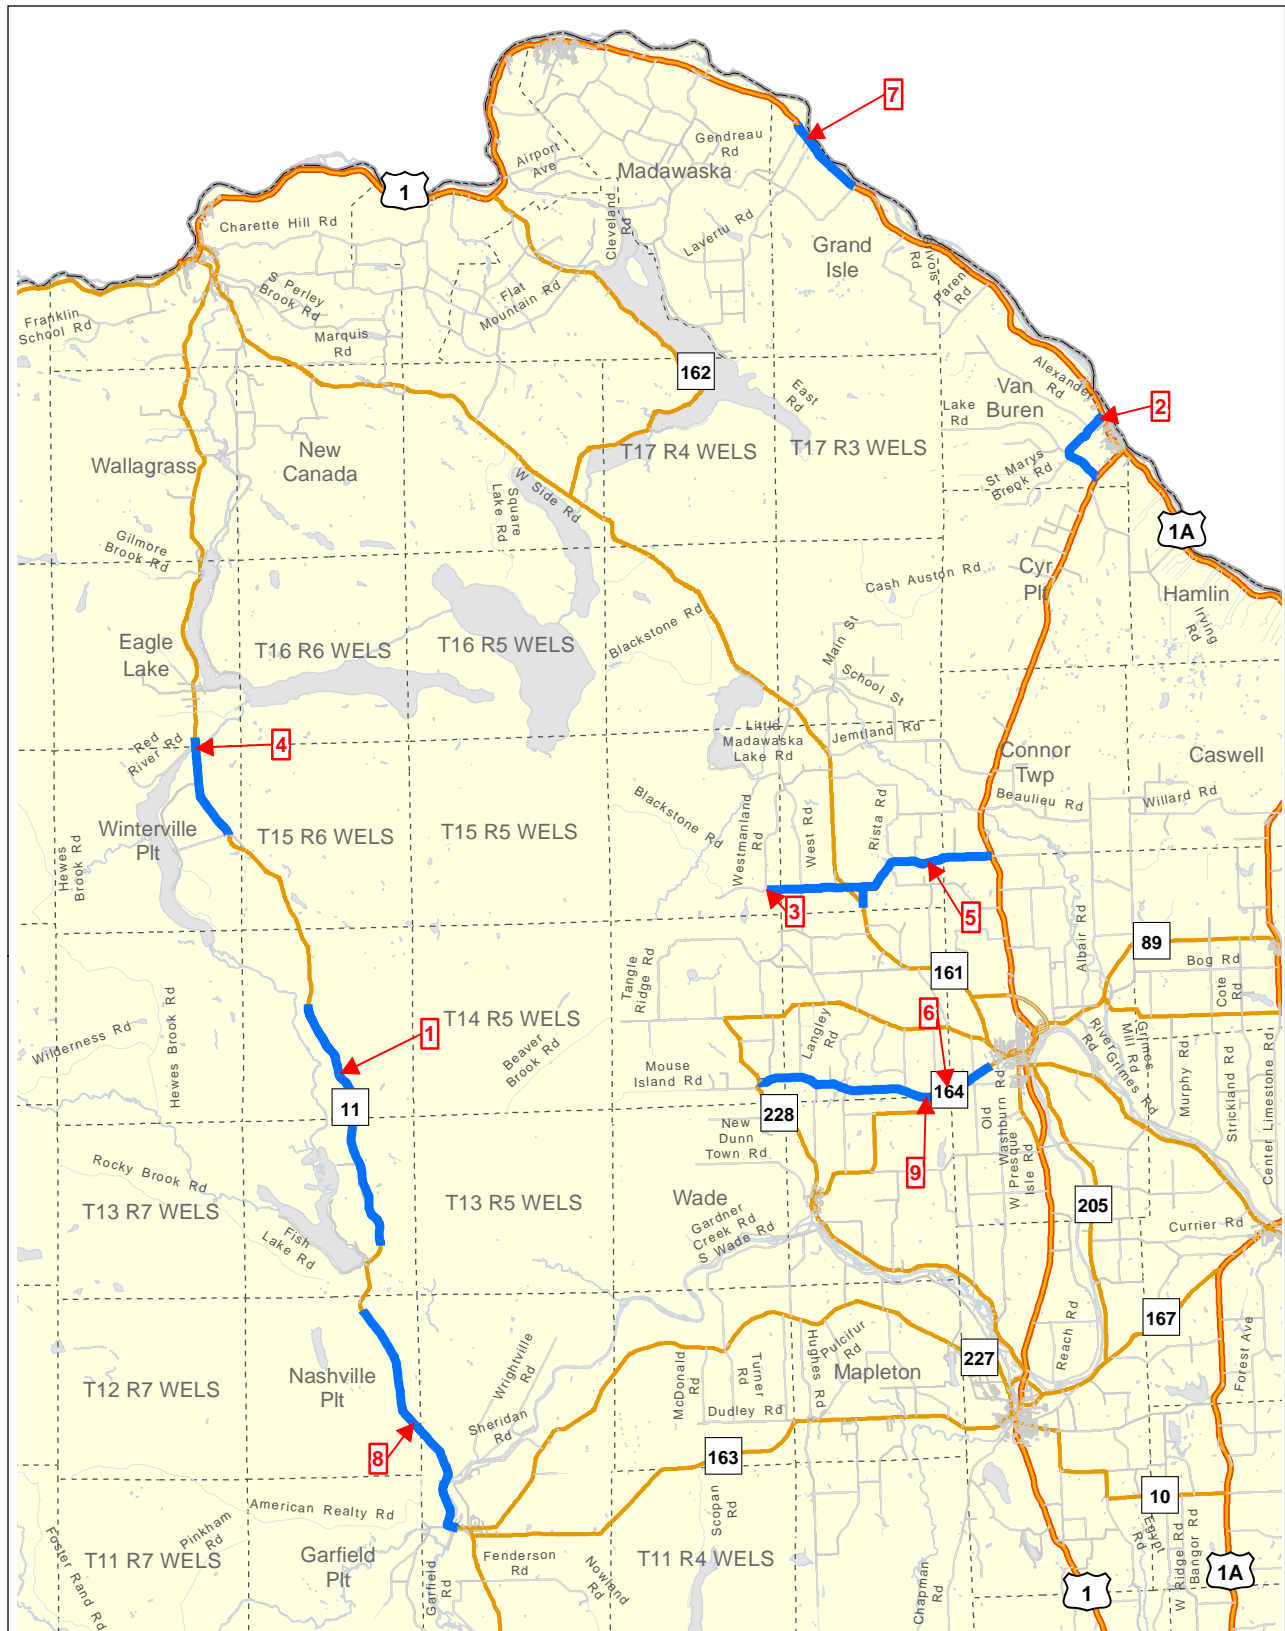 7
Gendreau
Rd
Airport
Ave
Madawaska
1
Charette Hill Rd
Cleveland
Rd
Lavertu Rd
Grand
Isle
Rd
Paren
Rd
S Perley
Brook Rd
Flat
Mountain Rd
Franklin
School Rd
Marquis
Rd
162
Alexander
Rd
Van
Buren
East
Rd
Lake
Rd
2
New
Canada
Wallagrass
T17 R4 WELS
T17 R3 WELS
St Marys
Brook Rd
W Side Rd
Square
Lake Rd
1A
Gilmore
Brook Rd
Cash Auston Rd
Cyr
Plt
Hamlin
Irving
Rd
Blackstone Rd
Main St
Eagle
Lake
T16 R6 WELS
T16 R5 WELS
School St
Red
River Rd
4
Little
Madawaska
Lake Rd
Jemtland Rd
Connor
Twp
Caswell
Beaulieu Rd
Willard Rd
Blackstone Rd
Westmanland
Rd
West Rd
Rista Rd
Winterville
Plt
T15 R6 WELS
T15 R5 WELS
Hewes
Brook Rd
3
5
Albair Rd
89
Bog Rd
Tangle
Ridge Rd
161
Cote
Rd
Hewes Brook Rd
6
T14 R5 WELS
Wilderness Rd
1
Beaver
Brook Rd
Langley
Rd
River
Rd
Grimes Rd
Grimes
Mill Rd
Murphy Rd
Strickland Rd
Center Limestone Rd
Mouse
Island Rd
11
164
228
Old
Washburn Rd
New
Dunn
Town Rd
W Presque
Isle Rd
9
Rocky Brook Rd
T13 R7 WELS
T13 R5 WELS
Wade
205
Gardner
Creek Rd
S Wade Rd
Currier Rd
Fish
Lake Rd
167
Reach Rd
Forest Ave
Wrightville
Rd
McDonald
Rd
Turner
Rd
Hughes Rd
Pulcifur
Rd
Mapleton
227
Nashville
Plt
T12 R7 WELS
Sheridan
Rd
Dudley Rd
8
163
10
American Realty Rd
Pinkham
Rd
Scopan
Rd
Egypt
Rd
W Ridge Rd
Bangor Rd
Foster Rand Rd
T11 R7 WELS
Garfield
Plt
Garfield
Rd
Fenderson
Rd
Nowland
Rd
T11 R4 WELS
Chapman
Rd
1
1A